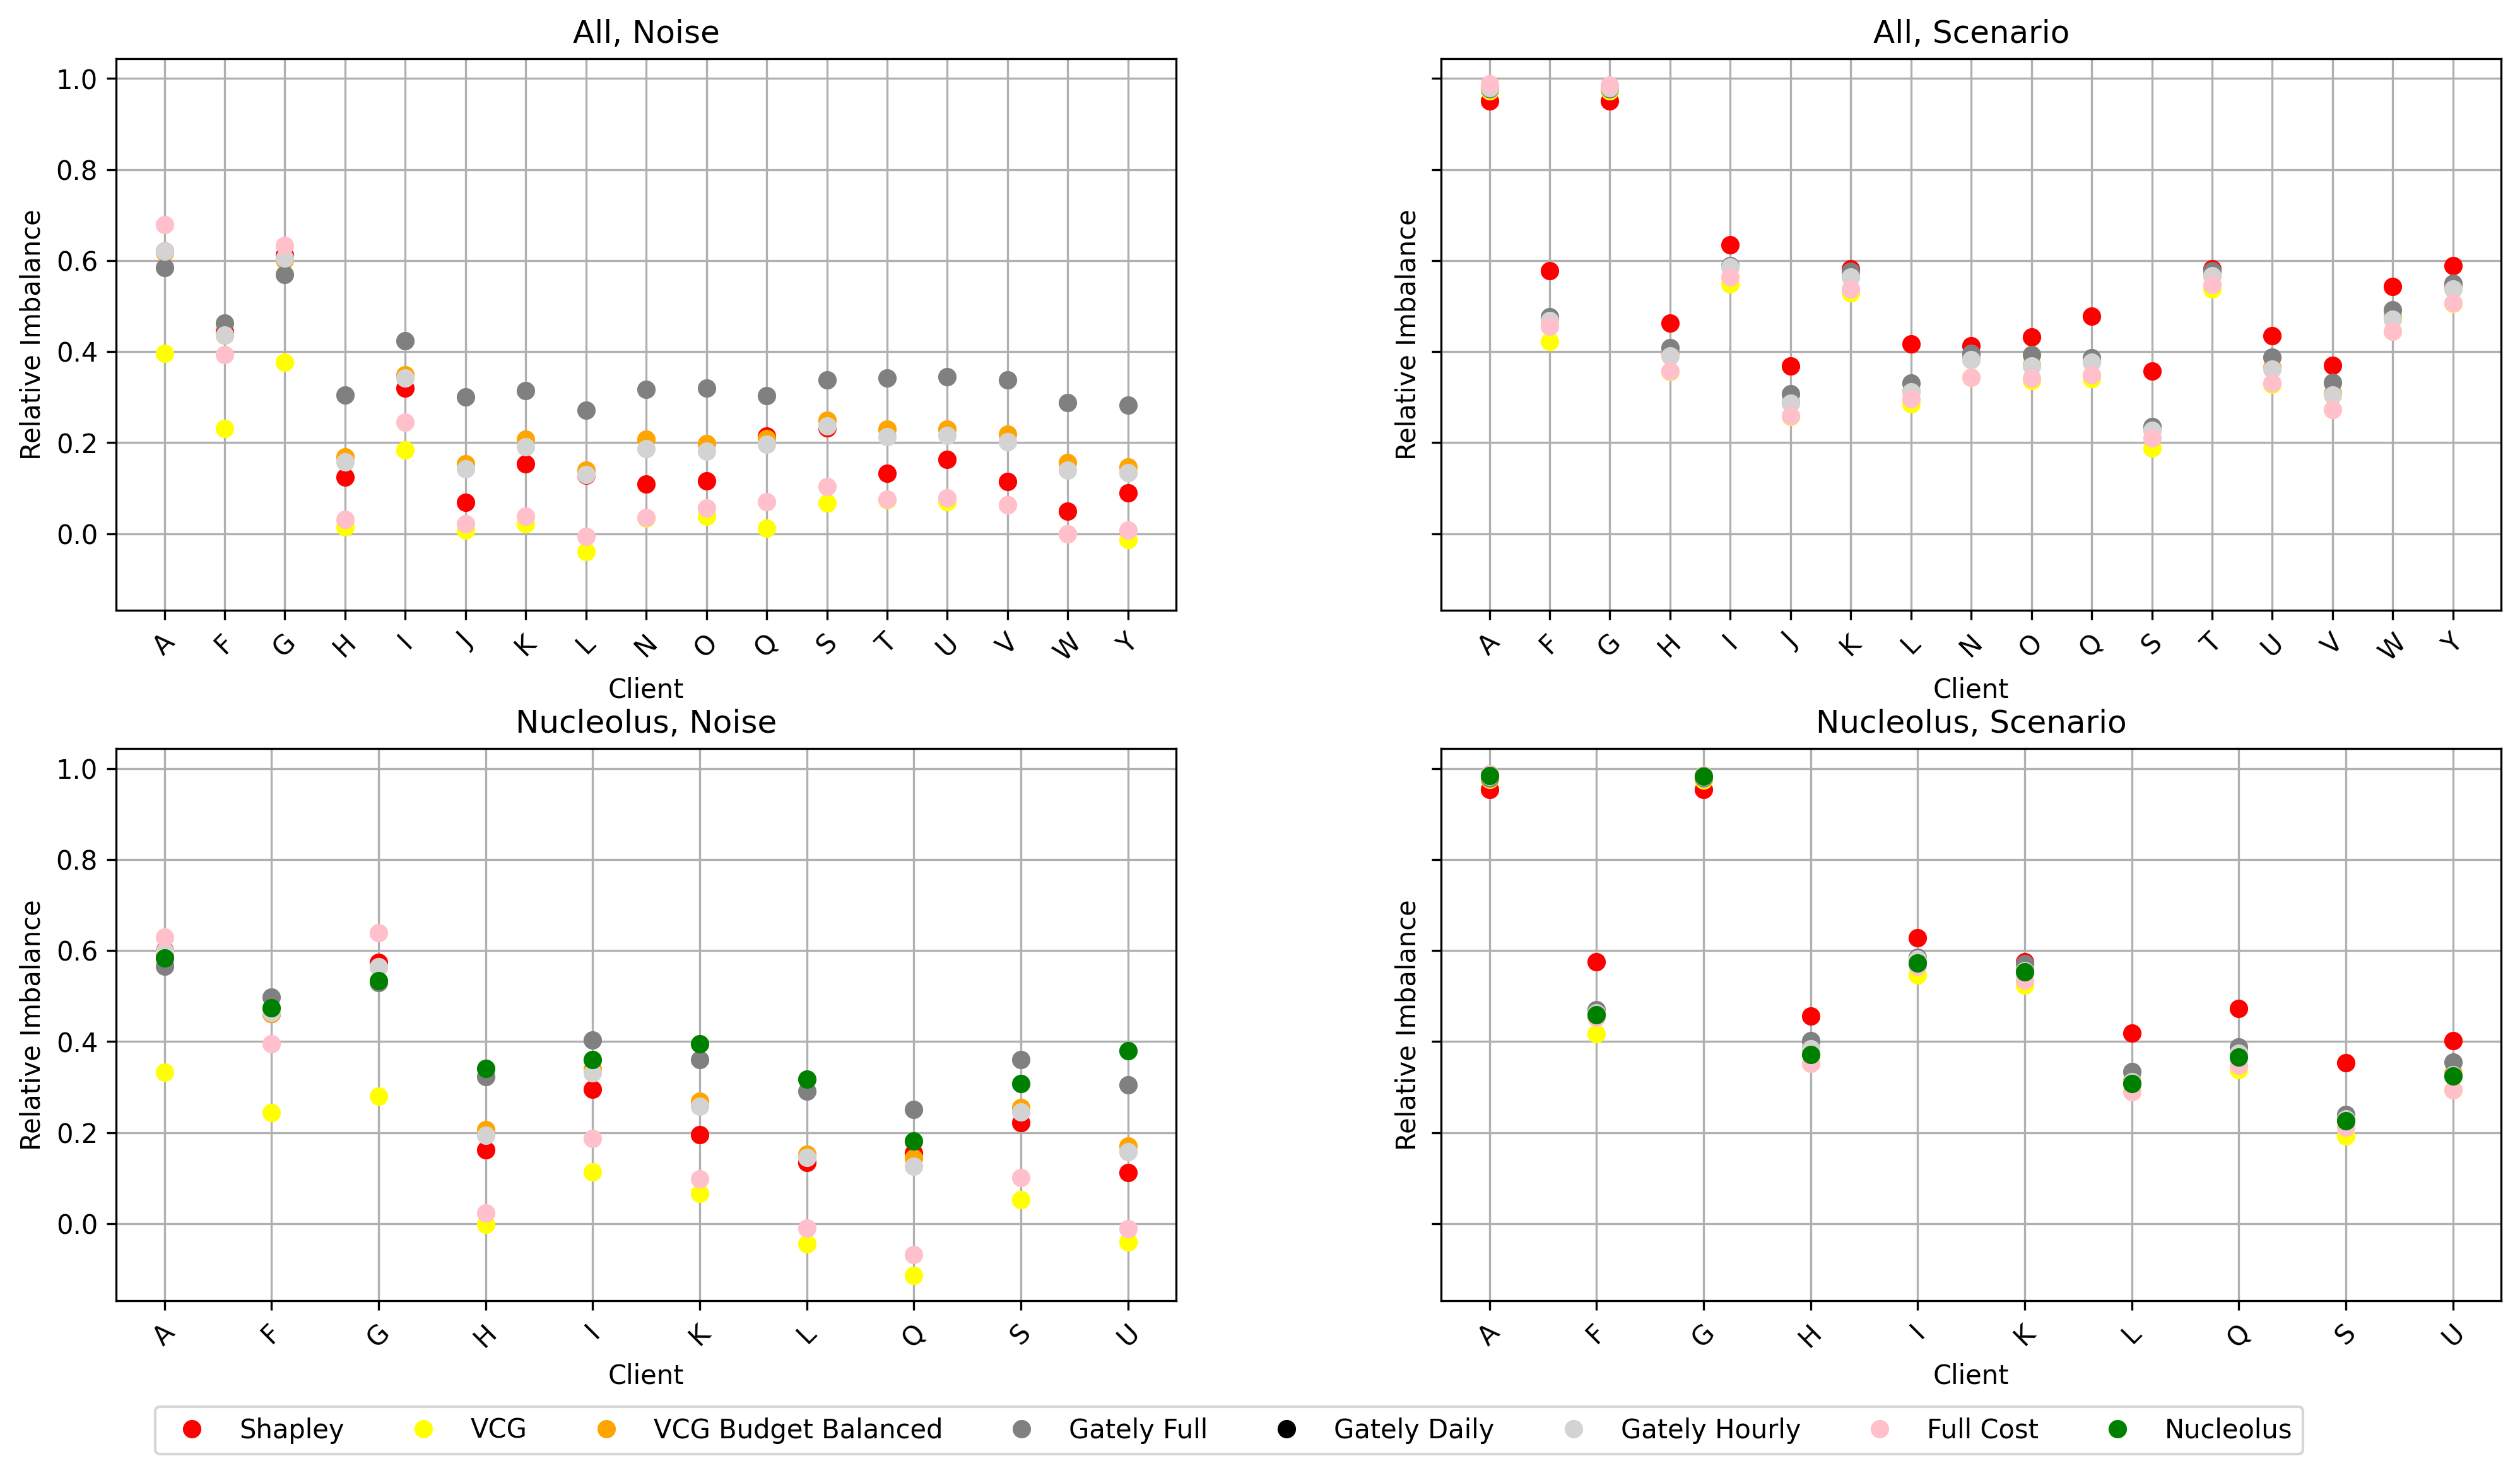 All, Noise
All, Scenario
Relative Imbalance
1.0
0.8
0.6
0.4
0.2
0.0
A F G H I J K L N O Q S T U V W Y
Client
Relative Imbalance
A F G H I J K L N O Q S T U V W Y
Client
Nucleolus, Noise
Nucleolus, Scenario
Relative Imbalance
1.0
0.8
0.6
0.4
0.2
0.0
A F G H I K L Q S U
Client
Relative Imbalance
A F G H I K L Q S U
Client
Shapley VCG VCG Budget Balanced Gately Full Gately Daily Gately Hourly Full Cost Nucleolus